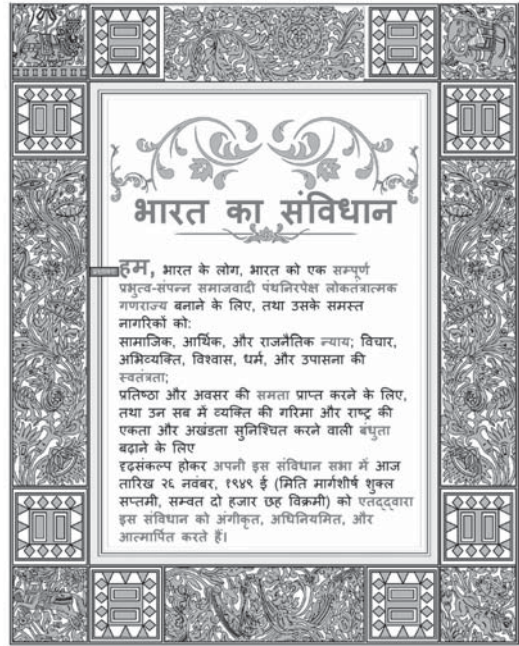 भारत का संविधान
हम, भारत के लोग, भारत को एक सम्पूर्ण
प्रभुत्व-संपन्न समाजवादी पंथनिरपेक्ष लोकतंत्रात्मक
गणराज्य बनाने के लिए, तथा उसके समस्त
नागरिकों को:
सामाजिक, आर्थिक, और राजनैतिक न्याय; विचार,
अभिव्यक्ति, विश्वास, धर्म, और उपासना की
स्वतंत्रता;
प्रतिष्ठा और अवसर की समता प्राप्त करने के लिए,
तथा उन सब में व्यक्ति की गरिमा और राष्ट्र की
एकता और अखंडता सुनिश्चित करने वाली बंधुता
बढ़ाने के लिए
दृढ़संकल्प होकर अपनी इस संविधान सभा में आज
तारिख २६ नवंबर, १९४९ ई (मिति मार्गशीर्ष शुक्ल
सप्तमी, सम्वत दो हजार छह विक्रमी) को एतद्द्वारा
इस संविधान को अंगीकृत, अधिनियमित, और
आत्मार्पित करते हैं।